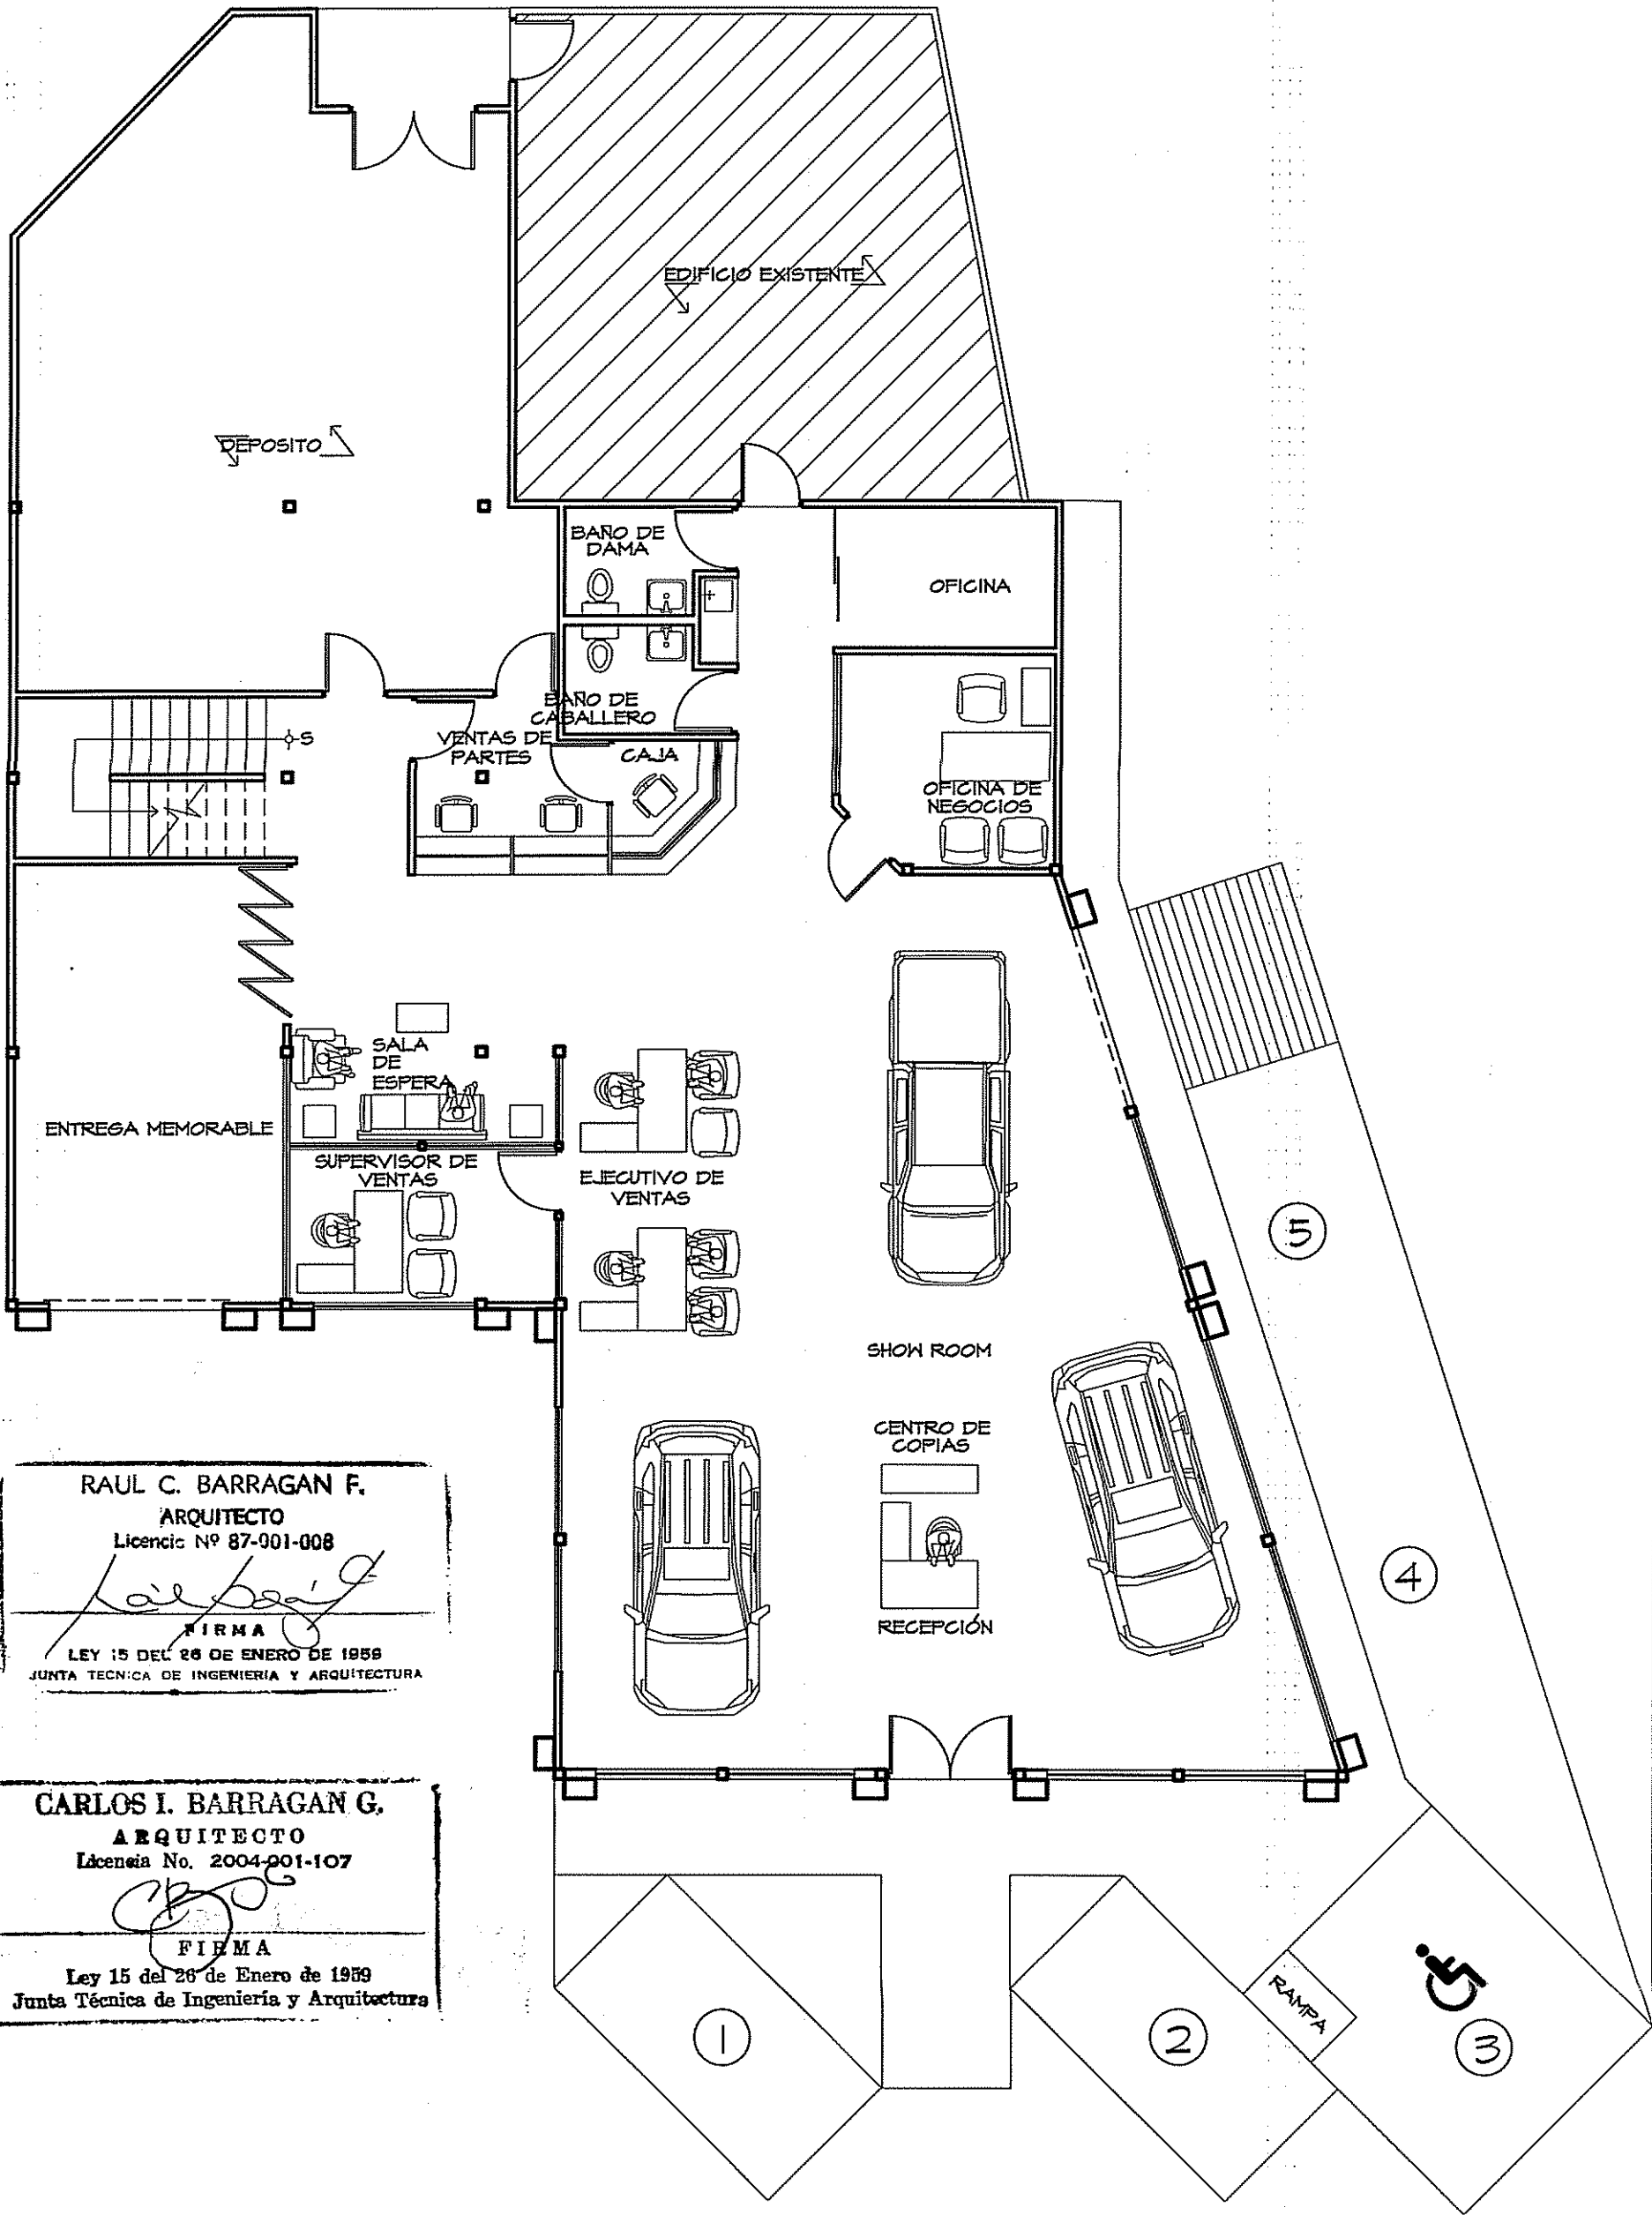 EDIFICIO EXISTENTE
DEPOSITO
BAÑO DE
DAMA
OFICINA
BAÑO DE
CABALLERO
S
VENTAS DE
PARTES
CAJA
OFICINA DE
NEGOCIOS
SALA
DE
ESPERA
ENTREGA MEMORABLE
SUPERVISOR DE
VENTAS
EJECUTIVO DE
VENTAS
5
SHOW ROOM
CENTRO DE
COPIAS
RECEPCIÓN
4
RAUL C. BARRAGAN F.
ARQUITECTO
Licencia Nº 87-001-008
FIRMA
LEY 15 DEL 26 DE ENERO DE 1959
JUNTA TECNICA DE INGENIERIA Y ARQUITECTURA
CARLOS I. BARRAGAN G.
ARQUITECTO
Licencia No. 2004-001-107
FIRMA
Ley 15 del 26 de Enero de 1959
Junta Técnica de Ingeniería y Arquitectura
RAMPA
1
2
3